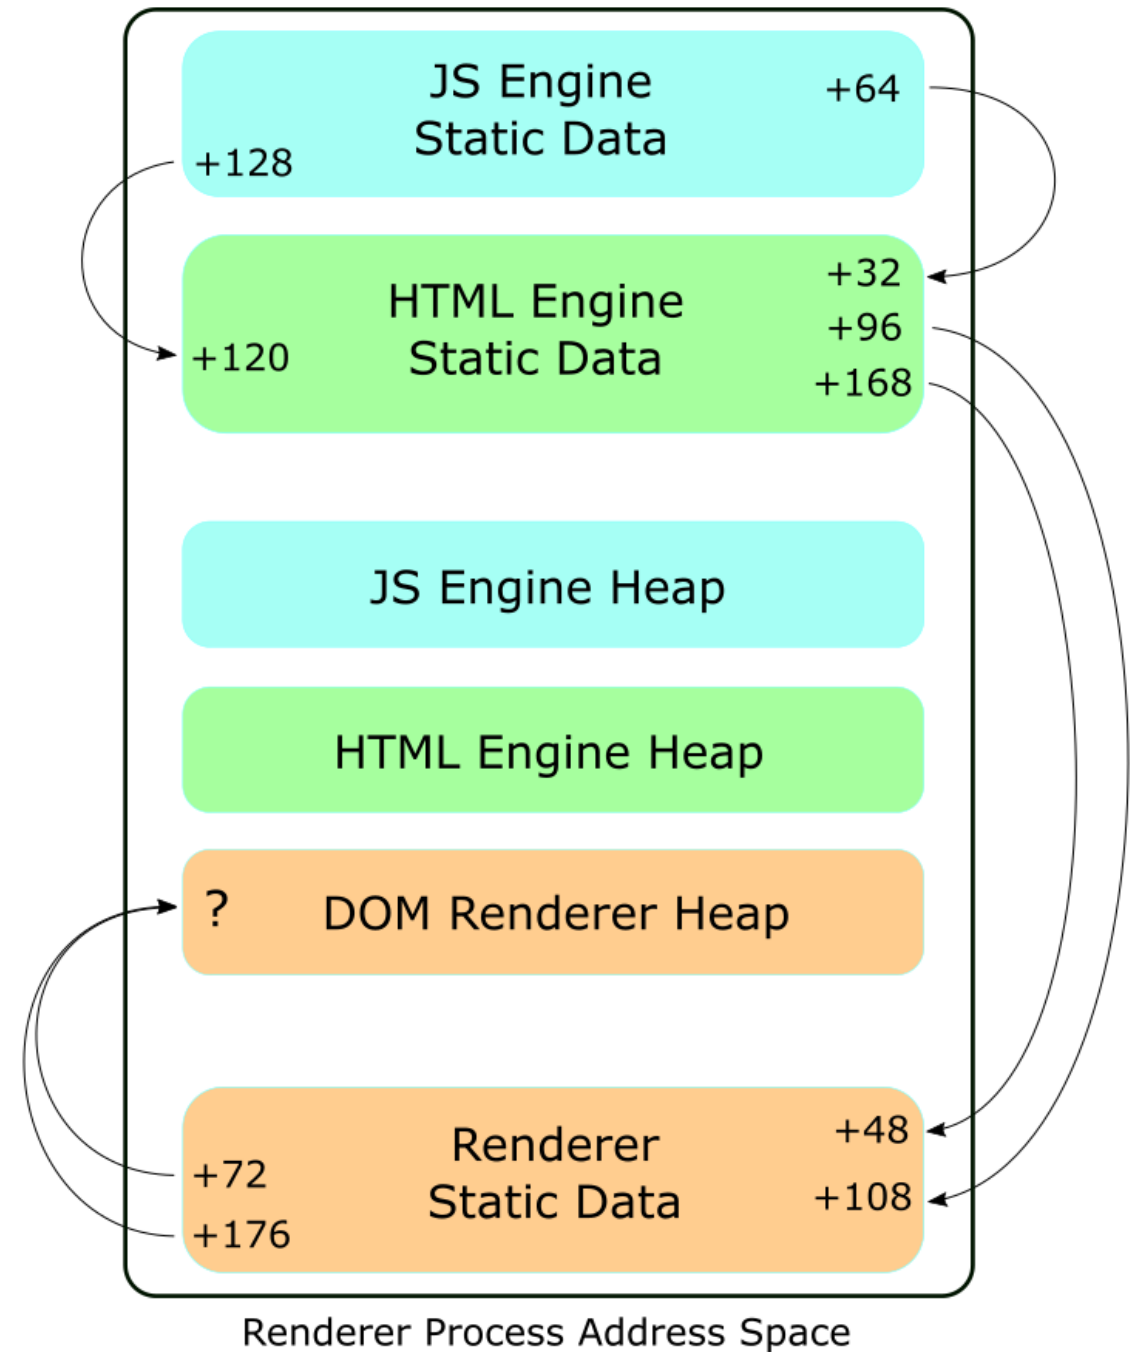 JS Engine
Static Data
+64
+128
HTML Engine
Static Data
+32
+96
+168
+120
JS Engine Heap
HTML Engine Heap
? DOM Renderer Heap
Renderer
Static Data
+48
+108
+72
+176
Renderer Process Address Space